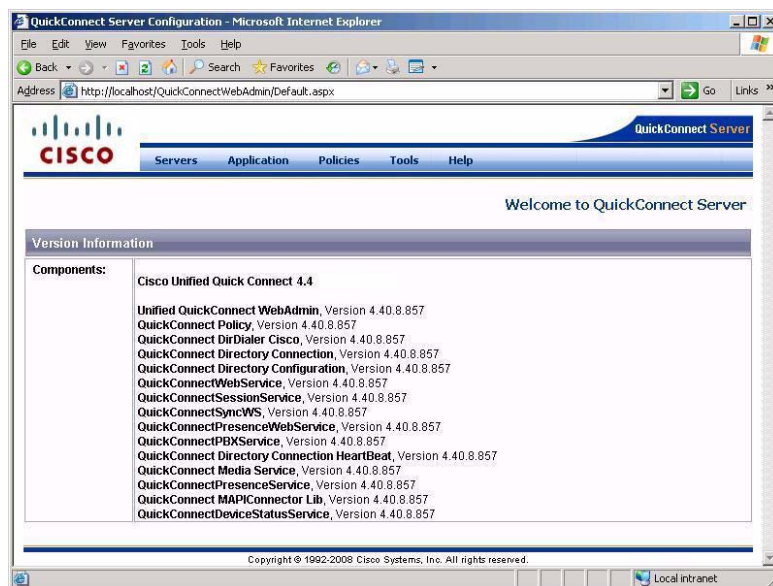 QuickConnect Server Configuration - Microsoft Internet Explorer
File Edit View Favorites Tools Help
Back Search Favorites
Address http://localhost/QuickConnectWebAdmin/Default.aspx Go Links »
QuickConnect Server
CISCO
Servers Application Policies Tools Help
Welcome to QuickConnect Server
Version Information
Components:
Cisco Unified Quick Connect 4.4
Unified QuickConnect WebAdmin, Version 4.40.8.857
QuickConnect Policy, Version 4.40.8.857
QuickConnect DirDialer Cisco, Version 4.40.8.857
QuickConnect Directory Connection, Version 4.40.8.857
QuickConnect Directory Configuration, Version 4.40.8.857
QuickConnectWebService, Version 4.40.8.857
QuickConnectSessionService, Version 4.40.8.857
QuickConnectSyncWS, Version 4.40.8.857
QuickConnectPresenceWebService, Version 4.40.8.857
QuickConnectPBXService, Version 4.40.8.857
QuickConnect Directory Connection HeartBeat, Version 4.40.8.857
QuickConnect Media Service, Version 4.40.8.857
QuickConnectPresenceService, Version 4.40.8.857
QuickConnect MAPIConnector Lib, Version 4.40.8.857
QuickConnectDeviceStatusService, Version 4.40.8.857
Copyright © 1992-2008 Cisco Systems, Inc. All rights reserved.
Local intranet